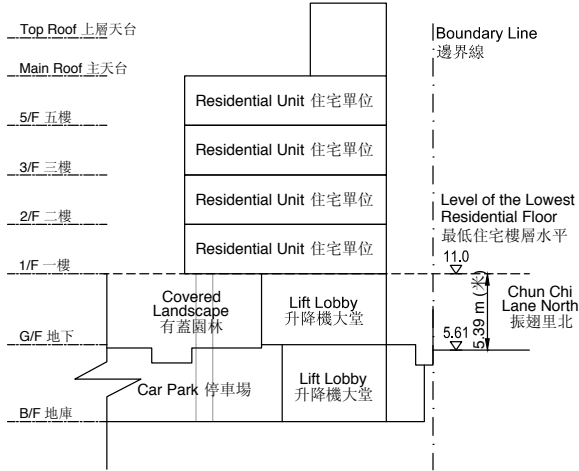 Top Roof 上層天台
Main Roof 主天台
5/F 五樓
3/F 三樓
2/F 二樓
1/F 一樓
G/F 地下
B/F 地庫
Residential Unit 住宅單位
Residential Unit 住宅單位
Residential Unit 住宅單位
Residential Unit 住宅單位
Covered
Landscape
有蓋園林
Lift Lobby
升降機大堂
Car Park 停車場
Lift Lobby
升降機大堂
Boundary Line
邊界線
Level of the Lowest
Residential Floor
最低住宅樓層水平
11.0
5.61
5.39 m (米)
Chun Chi
Lane North
振翅里北